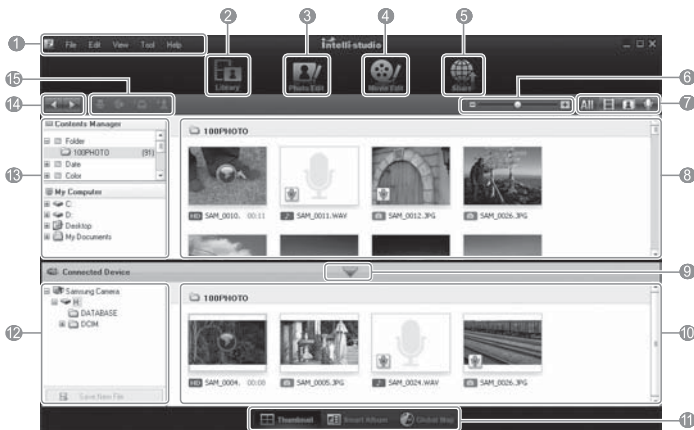 2 3 4 5
1 File Edit View Tool Help Intelli-studio
15 Library Photo Edit Movie Edit Share 6
14 All 7
Contents Manager 100PHOTO
Folder
100PHOTO (91)
Date
13 Color 8
My Computer
C:
D: SAM_0010. 00:11 SAM_0011.WAV SAM_0012.JPG SAM_0026.JPG
HD
Desktop
My Documents
Connected Device 9
Samsung Camera 100PHOTO
DATABASE
12 DCIM 10
HD SAM_0004. 00:00 SAM_0005.JPG SAM_0024.WAV SAM_0026.JPG
Save New File
Thumbnail Smart Album Global Map 11